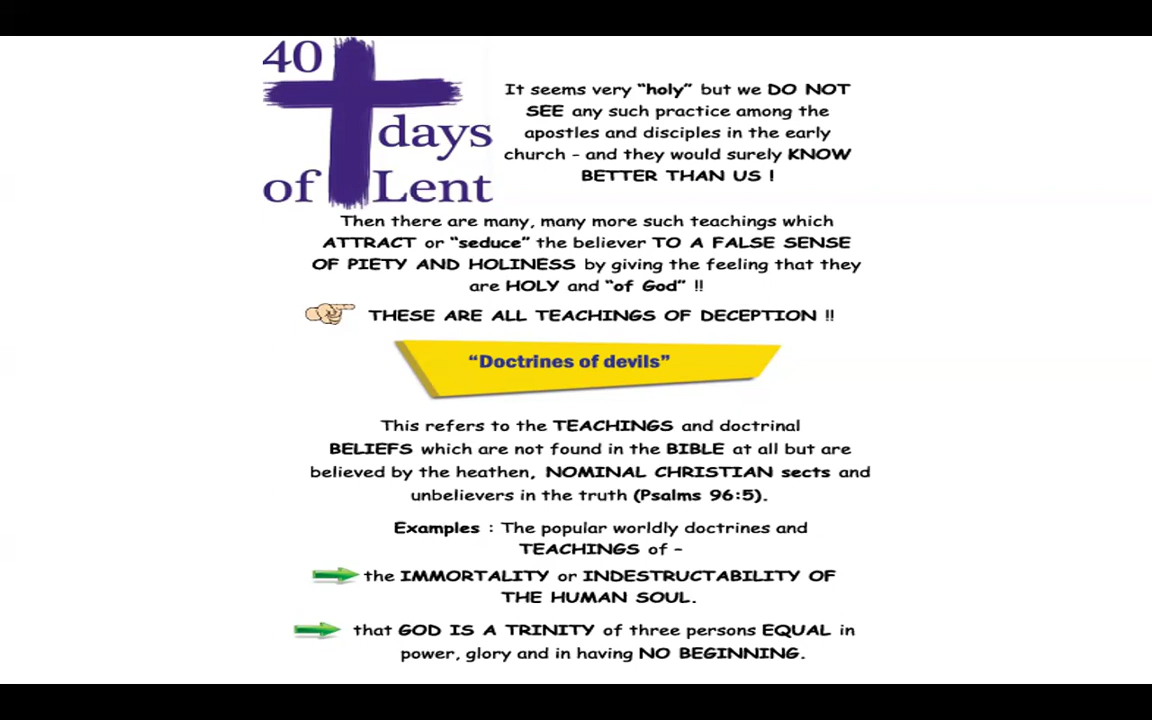 40
days
of Lent
It seems very “holy” but we DO NOT
SEE any such practice among the
apostles and disciples in the early
church - and they would surely KNOW
BETTER THAN US !
Then there are many, many more such teachings which
ATTRACT or “seduce” the believer TO A FALSE SENSE
OF PIETY AND HOLINESS by giving the feeling that they
are HOLY and “of God” !!
THESE ARE ALL TEACHINGS OF DECEPTION !!
“Doctrines of devils”
This refers to the TEACHINGS and doctrinal
BELIEFS which are not found in the BIBLE at all but are
believed by the heathen, NOMINAL CHRISTIAN sects and
unbelievers in the truth (Psalms 96:5).
Examples : The popular worldly doctrines and
TEACHINGS of –
the IMMORTALITY or INDESTRUCTABILITY OF
THE HUMAN SOUL.
that GOD IS A TRINITY of three persons EQUAL in
power, glory and in having NO BEGINNING.